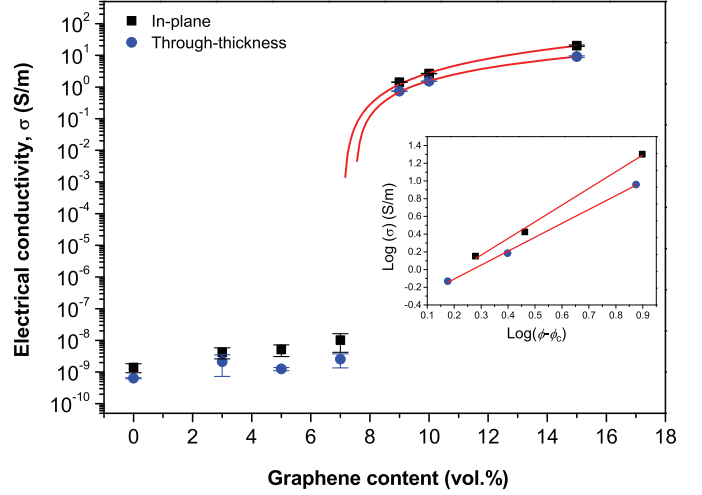 In-plane
Through-thickness
10²
10¹
10⁰
10⁻¹
10⁻²
10⁻³
10⁻⁴
10⁻⁵
10⁻⁶
10⁻⁷
10⁻⁸
10⁻⁹
10⁻¹⁰
Electrical conductivity, σ (S/m)
0 2 4 6 8 10 12 14 16 18
Graphene content (vol.%)
1.4
1.2
1.0
0.8
0.6
0.4
0.2
0.0
-0.2
-0.4
Log (σ) (S/m)
0.1 0.2 0.3 0.4 0.5 0.6 0.7 0.8 0.9
Log(ϕ-ϕc)